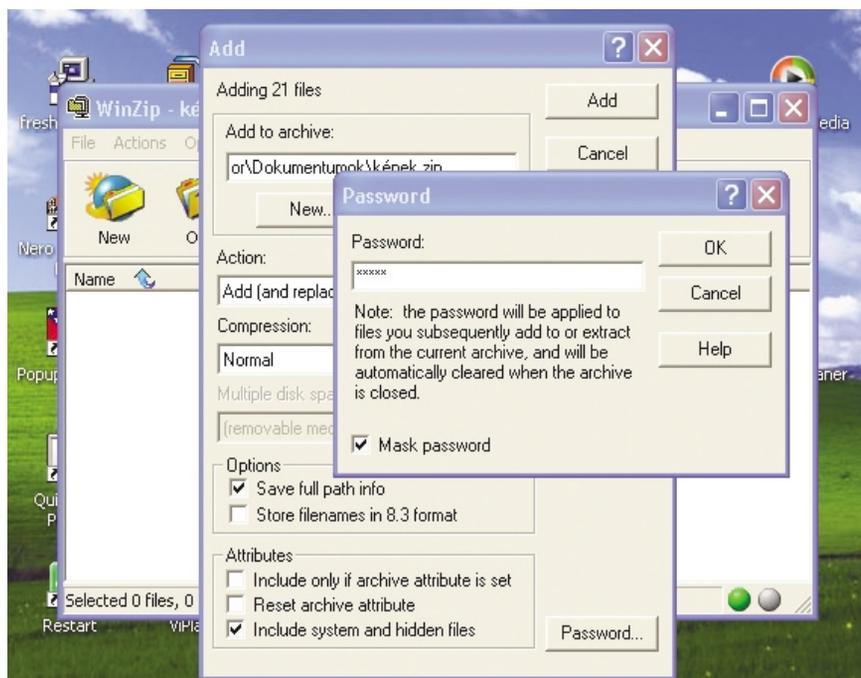 Add
Adding 21 files
Add to archive:
or\Dokumentumok\képek.zip
New..
Action:
Add (and replac
Compression:
Normal
Multiple disk spa
(removable med
Options
Save full path info
Store filenames in 8.3 format
Attributes
Include only if archive attribute is set
Reset archive attribute
Include system and hidden files
Add
Cancel
Password...
Password
Password:
*****
Note: the password will be applied to
files you subsequently add to or extract
from the current archive, and will be
automatically cleared when the archive
is closed.
Mask password
OK
Cancel
Help
WinZip - ké
File Actions O
New O
Name
Selected 0 files, 0
fresh
Nero
Popup
Qui
P
Restart
ViPla
edia
aner